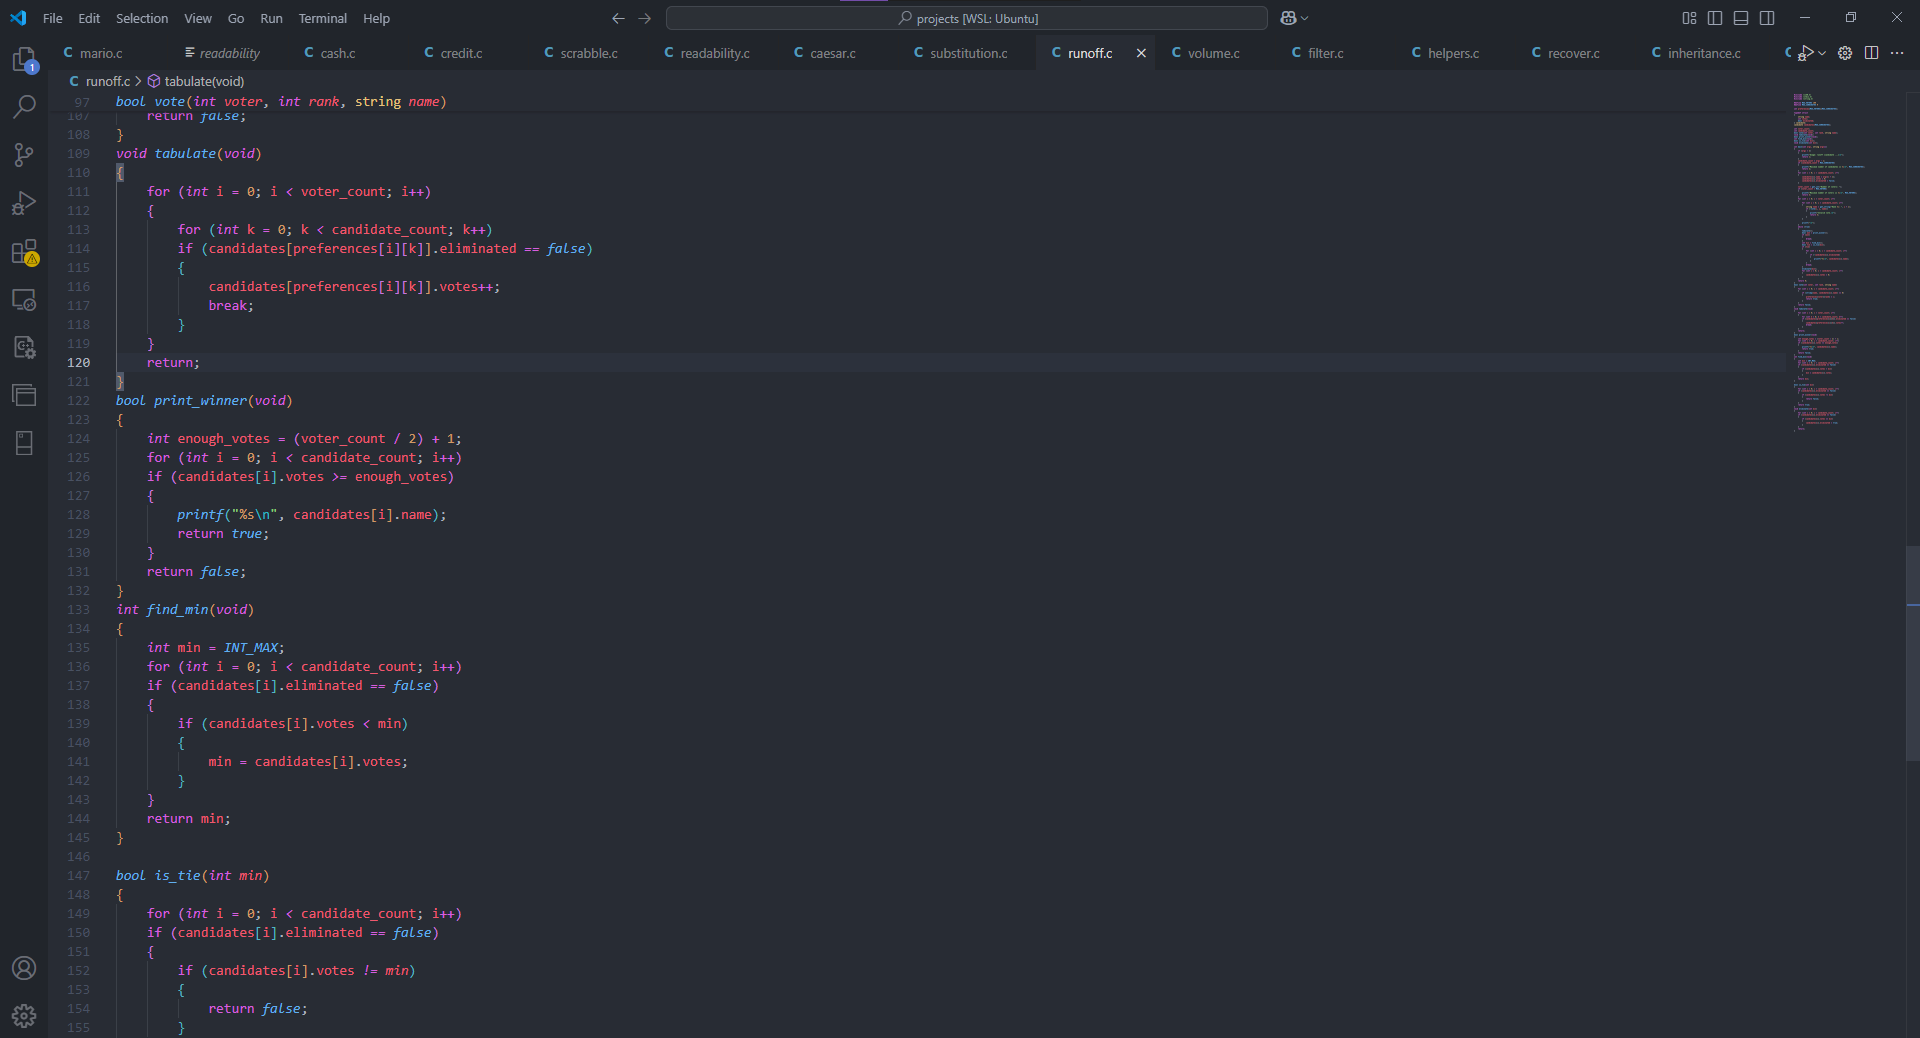 File Edit Selection View Go Run Terminal Help
projects [WSL: Ubuntu]
C mario.c readability C cash.c C credit.c C scrabble.c C readability.c C caesar.c C substitution.c C runoff.c C volume.c C filter.c C helpers.c C recover.c C inheritance.c C
C runoff.c > tabulate(void)
1
97 bool vote(int voter, int rank, string name)
107 return false;
108 }
109 void tabulate(void)
110 {
111 for (int i = 0; i < voter_count; i++)
112 {
113 for (int k = 0; k < candidate_count; k++)
114 if (candidates[preferences[i][k]].eliminated == false)
115 {
116 candidates[preferences[i][k]].votes++;
117 break;
118 }
119 }
120 return;
121 }
122 bool print_winner(void)
123 {
124 int enough_votes = (voter_count / 2) + 1;
125 for (int i = 0; i < candidate_count; i++)
126 if (candidates[i].votes >= enough_votes)
127 {
128 printf("%s\n", candidates[i].name);
129 return true;
130 }
131 return false;
132 }
133 int find_min(void)
134 {
135 int min = INT_MAX;
136 for (int i = 0; i < candidate_count; i++)
137 if (candidates[i].eliminated == false)
138 {
139 if (candidates[i].votes < min)
140 {
141 min = candidates[i].votes;
142 }
143 }
144 return min;
145 }
146
147 bool is_tie(int min)
148 {
149 for (int i = 0; i < candidate_count; i++)
150 if (candidates[i].eliminated == false)
151 {
152 if (candidates[i].votes != min)
153 {
154 return false;
155 }